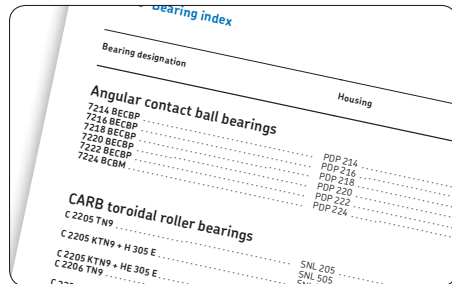 Bearing index
Bearing designation Housing
Angular contact ball bearings
7214 BECBP PDP 214
7216 BECBP PDP 216
7218 BECBP PDP 218
7220 BECBP PDP 220
7222 BECBP PDP 222
7224 BCBM PDP 224
CARB toroidal roller bearings
C 2205 TN9 SNL 205
C 2205 KTN9 + H 305 E SNL 505
C 2205 KTN9 + HE 305 E
C 2206 TN9